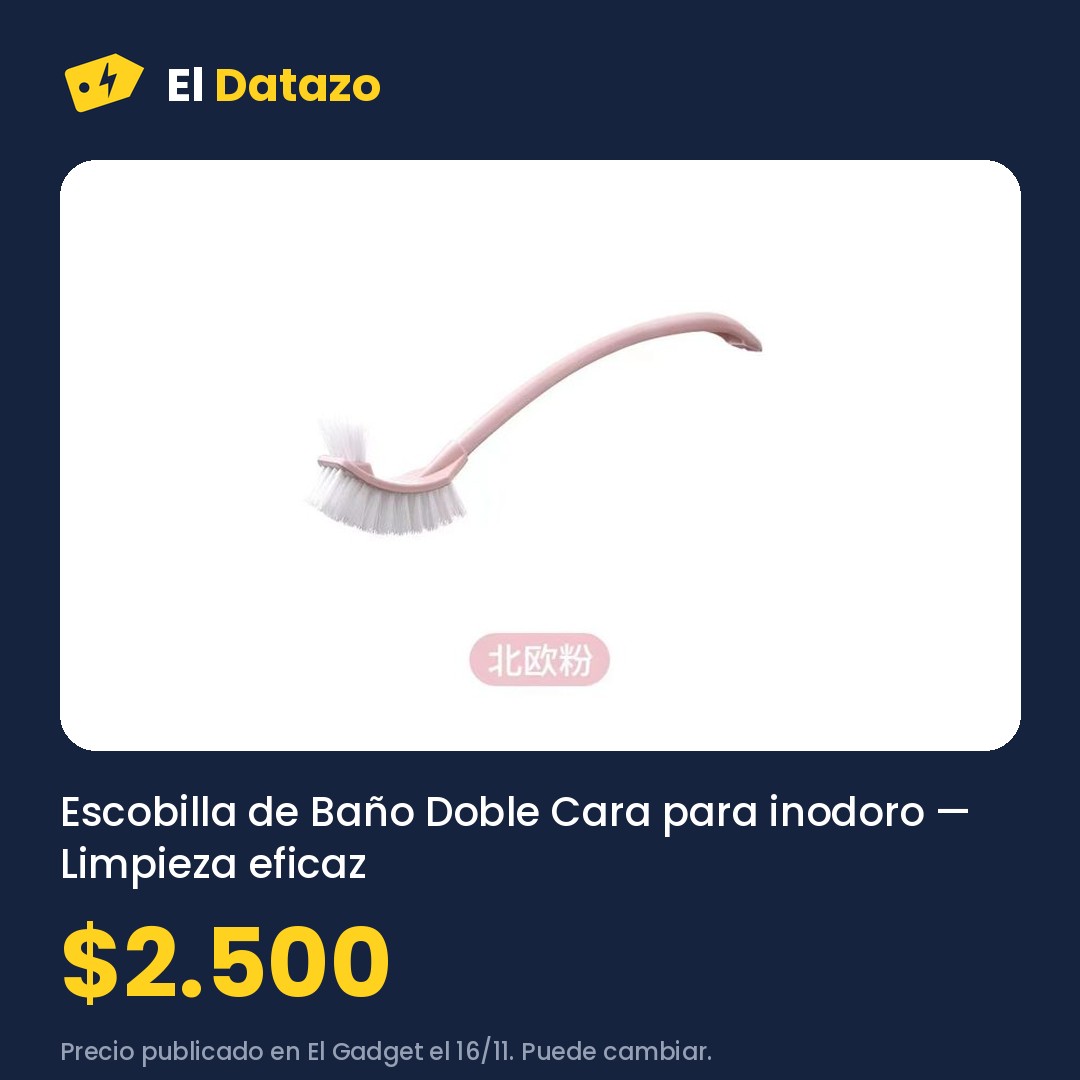 El Datazo
北欧粉
Escobilla de Baño Doble Cara para inodoro —
Limpieza eficaz
$2.500
Precio publicado en El Gadget el 16/11. Puede cambiar.